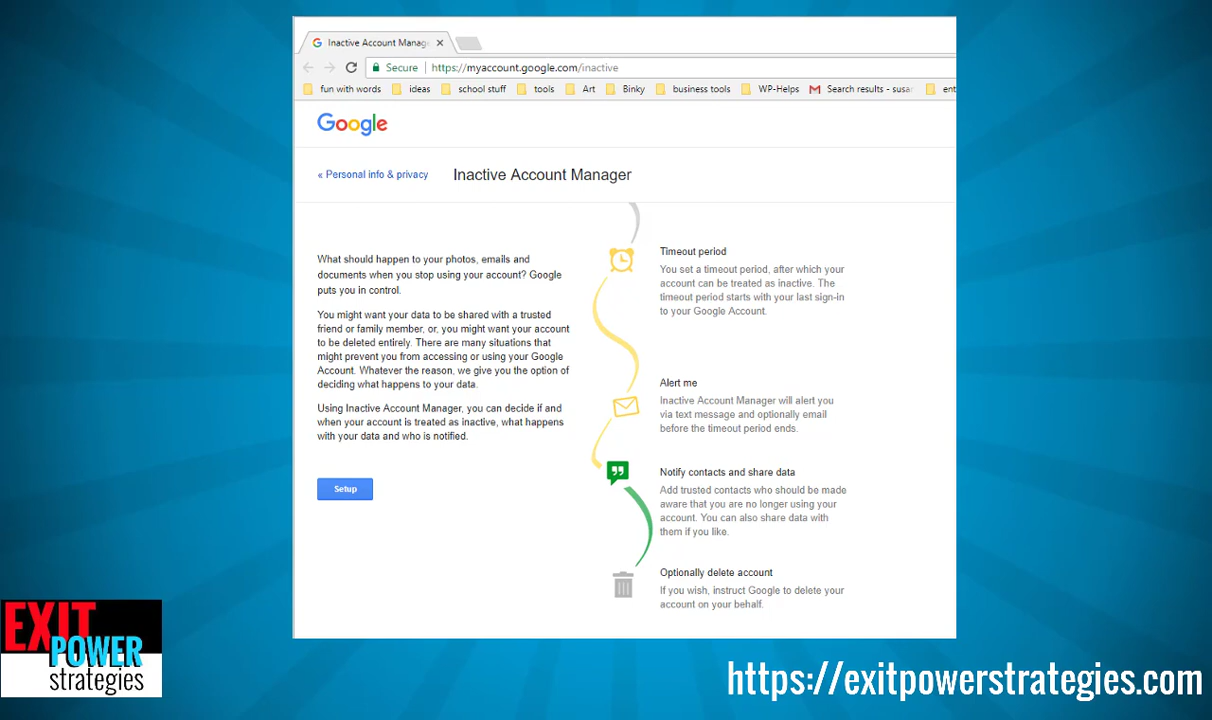 Inactive Account Manag
Secure https://myaccount.google.com/inactive
fun with words ideas school stuff tools Art Binky business tools WP-Helps Search results - susan ent
Google
« Personal info & privacy Inactive Account Manager
What should happen to your photos, emails and
documents when you stop using your account? Google
puts you in control.
You might want your data to be shared with a trusted
friend or family member, or, you might want your account
to be deleted entirely. There are many situations that
might prevent you from accessing or using your Google
Account. Whatever the reason, we give you the option of
deciding what happens to your data.
Using Inactive Account Manager, you can decide if and
when your account is treated as inactive, what happens
with your data and who is notified.
Setup
Timeout period
You set a timeout period, after which your
account can be treated as inactive. The
timeout period starts with your last sign-in
to your Google Account.
Alert me
Inactive Account Manager will alert you
via text message and optionally email
before the timeout period ends.
Notify contacts and share data
Add trusted contacts who should be made
aware that you are no longer using your
account. You can also share data with
them if you like.
Optionally delete account
If you wish, instruct Google to delete your
account on your behalf.
EXIT
POWER
strategies
https://exitpowerstrategies.com